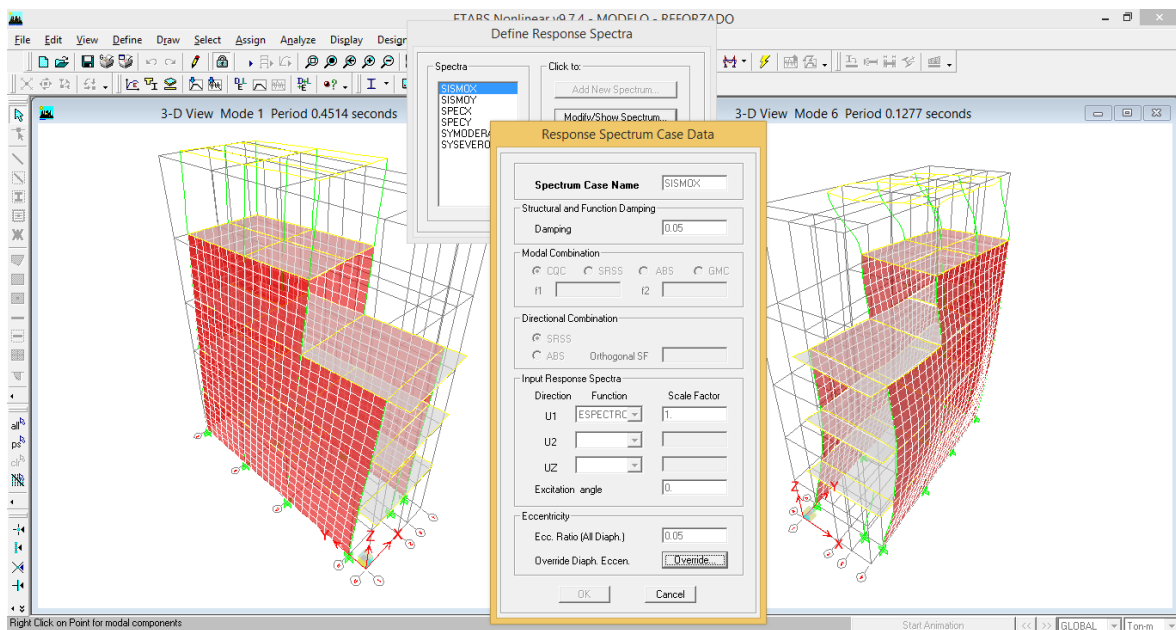 ETABS Nonlinear v9.7.4 - MODELO - REFORZADO
File Edit View Define Draw Select Assign Analyze Display Design
Define Response Spectra
Spectra
Click to:
SISMOX
SISMOY
SPECX
SPECY
SYMODERA
SYSEVERO
Add New Spectrum...
Modify/Show Spectrum...
3-D View Mode 1 Period 0.4514 seconds
3-D View Mode 6 Period 0.1277 seconds
Response Spectrum Case Data
Spectrum Case Name SISMOX
Structural and Function Damping
Damping 0.05
Modal Combination
CQC SRSS ABS GMC
f1 f2
Directional Combination
SRSS
ABS Orthogonal SF
Input Response Spectra
Direction Function Scale Factor
U1 ESPECTRO 1.
U2
UZ
Excitation angle 0.
Eccentricity
Ecc. Ratio (All Diaph.) 0.05
Override Diaph. Eccen. Override...
OK Cancel
all
ps
clr
Z
Y
X
Z
Y
X
Right Click on Point for modal components
Start Animation << >> GLOBAL Ton-m